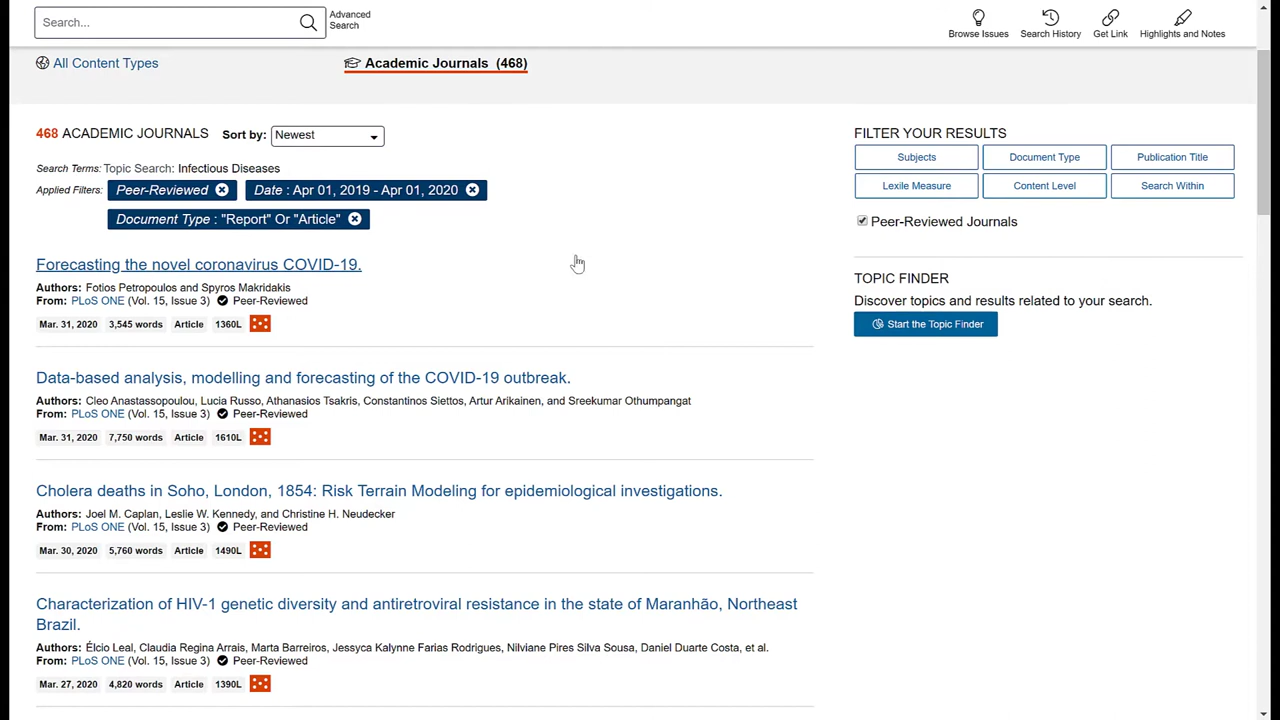 Search...
Advanced
Search
Browse Issues
Search History
Get Link
Highlights and Notes
All Content Types
Academic Journals (468)
468 ACADEMIC JOURNALS
Sort by: Newest
Search Terms: Topic Search: Infectious Diseases
Applied Filters: Peer-Reviewed Date : Apr 01, 2019 - Apr 01, 2020
Document Type : "Report" Or "Article"
Forecasting the novel coronavirus COVID-19.
Authors: Fotios Petropoulos and Spyros Makridakis
From: PLoS ONE (Vol. 15, Issue 3) Peer-Reviewed
Mar. 31, 2020 3,545 words Article 1360L
Data-based analysis, modelling and forecasting of the COVID-19 outbreak.
Authors: Cleo Anastassopoulou, Lucia Russo, Athanasios Tsakris, Constantinos Siettos, Artur Arikainen, and Sreekumar Othumpangat
From: PLoS ONE (Vol. 15, Issue 3) Peer-Reviewed
Mar. 31, 2020 7,750 words Article 1610L
Cholera deaths in Soho, London, 1854: Risk Terrain Modeling for epidemiological investigations.
Authors: Joel M. Caplan, Leslie W. Kennedy, and Christine H. Neudecker
From: PLoS ONE (Vol. 15, Issue 3) Peer-Reviewed
Mar. 30, 2020 5,760 words Article 1490L
Characterization of HIV-1 genetic diversity and antiretroviral resistance in the state of Maranhão, Northeast
Brazil.
Authors: Élcio Leal, Claudia Regina Arrais, Marta Barreiros, Jessyca Kalynne Farias Rodrigues, Nilviane Pires Silva Sousa, Daniel Duarte Costa, et al.
From: PLoS ONE (Vol. 15, Issue 3) Peer-Reviewed
Mar. 27, 2020 4,820 words Article 1390L
FILTER YOUR RESULTS
Subjects
Document Type
Publication Title
Lexile Measure
Content Level
Search Within
Peer-Reviewed Journals
TOPIC FINDER
Discover topics and results related to your search.
Start the Topic Finder